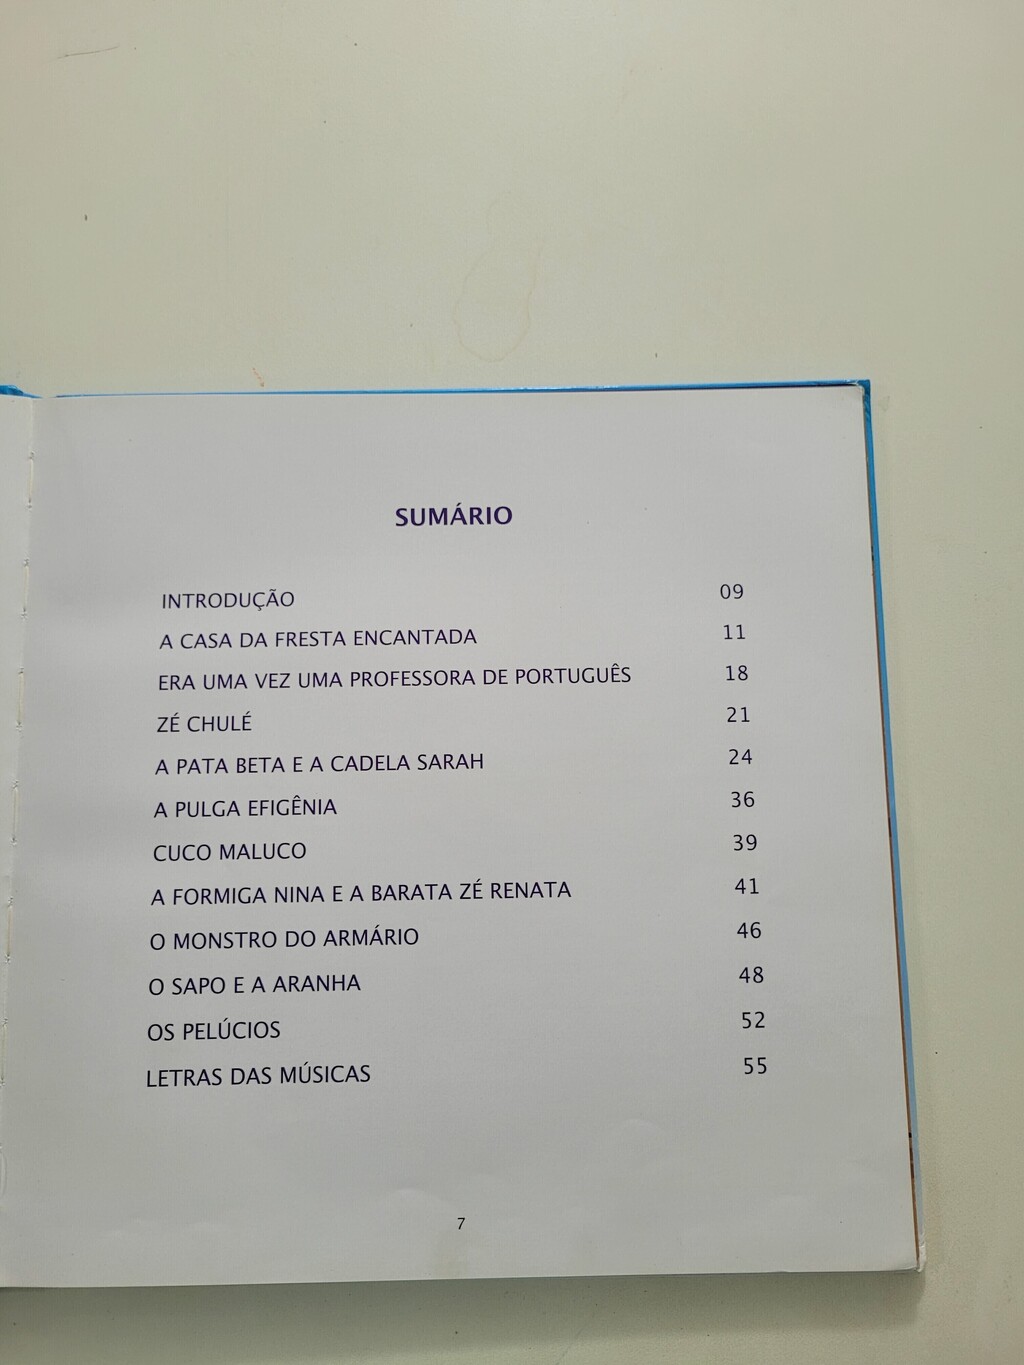 SUMÁRIO
INTRODUÇÃO 09
A CASA DA FRESTA ENCANTADA 11
ERA UMA VEZ UMA PROFESSORA DE PORTUGUÊS 18
ZÉ CHULÉ 21
A PATA BETA E A CADELA SARAH 24
A PULGA EFIGÊNIA 36
CUCO MALUCO 39
A FORMIGA NINA E A BARATA ZÉ RENATA 41
O MONSTRO DO ARMÁRIO 46
O SAPO E A ARANHA 48
OS PELÚCIOS 52
LETRAS DAS MÚSICAS 55
7